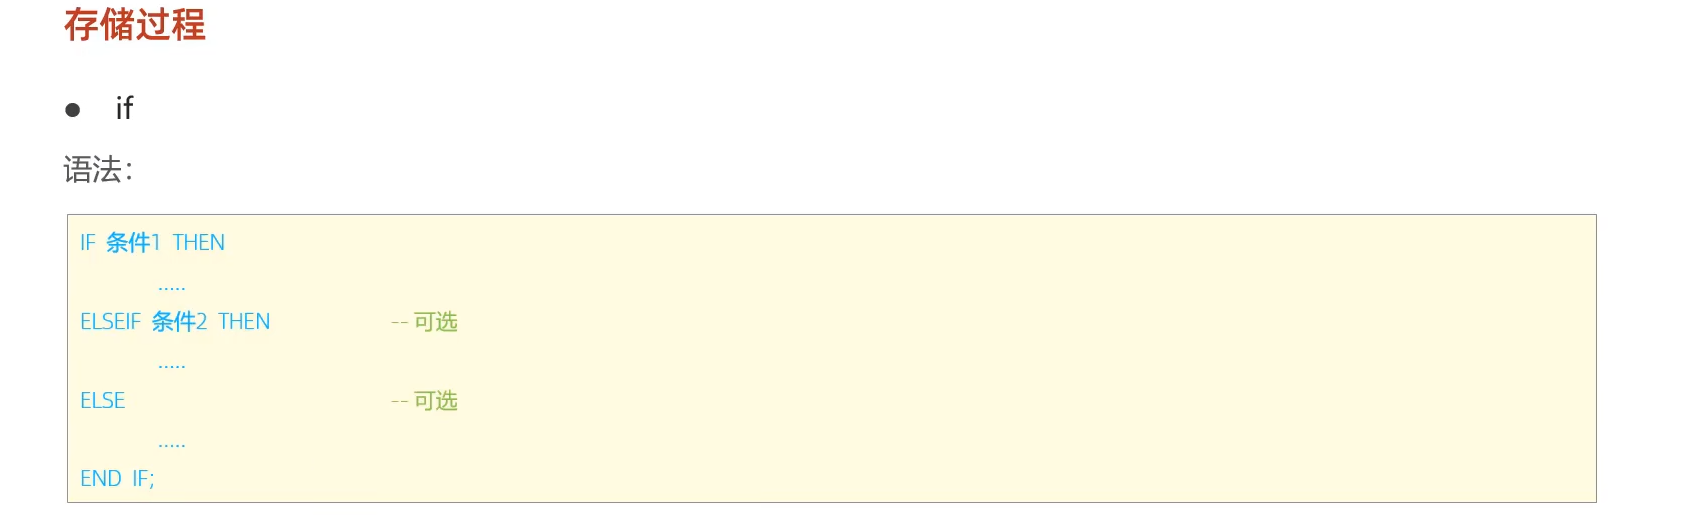 存储过程
● if
语法：
IF 条件1 THEN
.....
ELSEIF 条件2 THEN -- 可选
.....
ELSE -- 可选
.....
END IF;